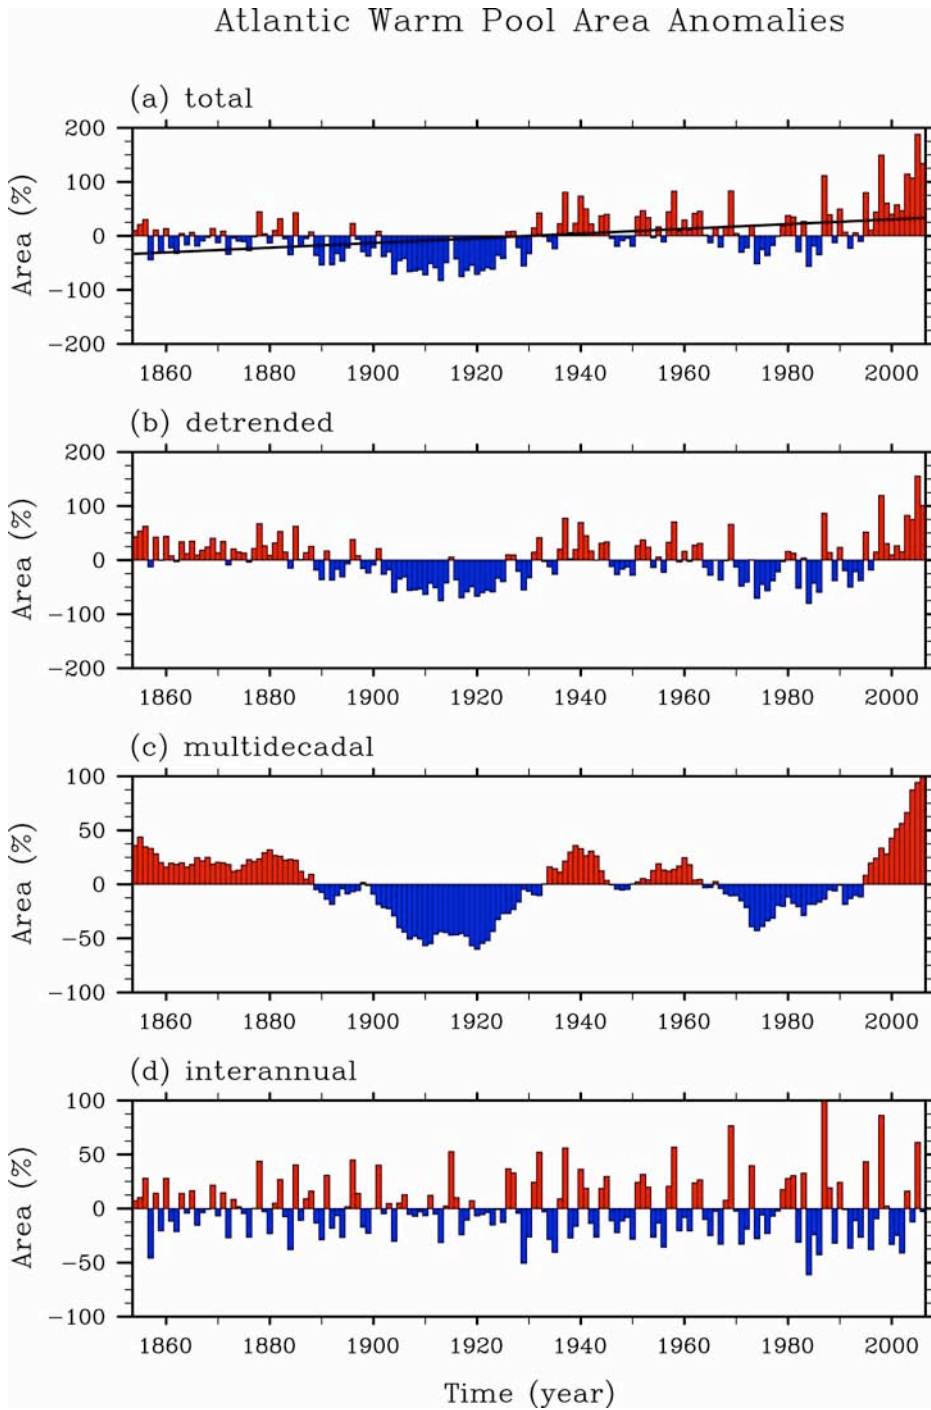 Atlantic Warm Pool Area Anomalies
(a) total
200
100
0
−100
−200
Area (%)
1860 1880 1900 1920 1940 1960 1980 2000
(b) detrended
200
100
0
−100
−200
Area (%)
1860 1880 1900 1920 1940 1960 1980 2000
(c) multidecadal
100
50
0
−50
−100
Area (%)
1860 1880 1900 1920 1940 1960 1980 2000
(d) interannual
100
50
0
−50
−100
Area (%)
1860 1880 1900 1920 1940 1960 1980 2000
Time (year)